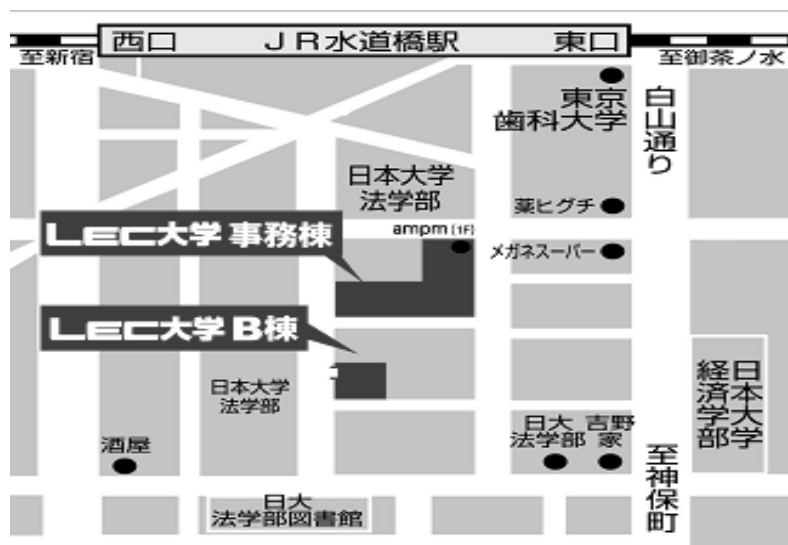 西口 JR水道橋駅 東口
至新宿
至御茶ノ水
東京
歯科大学
白山通り
日本大学
法学部
薬ヒグチ
LEC大学 事務棟
ampm (1F)
メガネスーパー
LEC大学 B棟
日本大学
経済学部
日本大学
法学部
日大
法学部
吉野
家
酒屋
至神保町
日大
法学部図書館